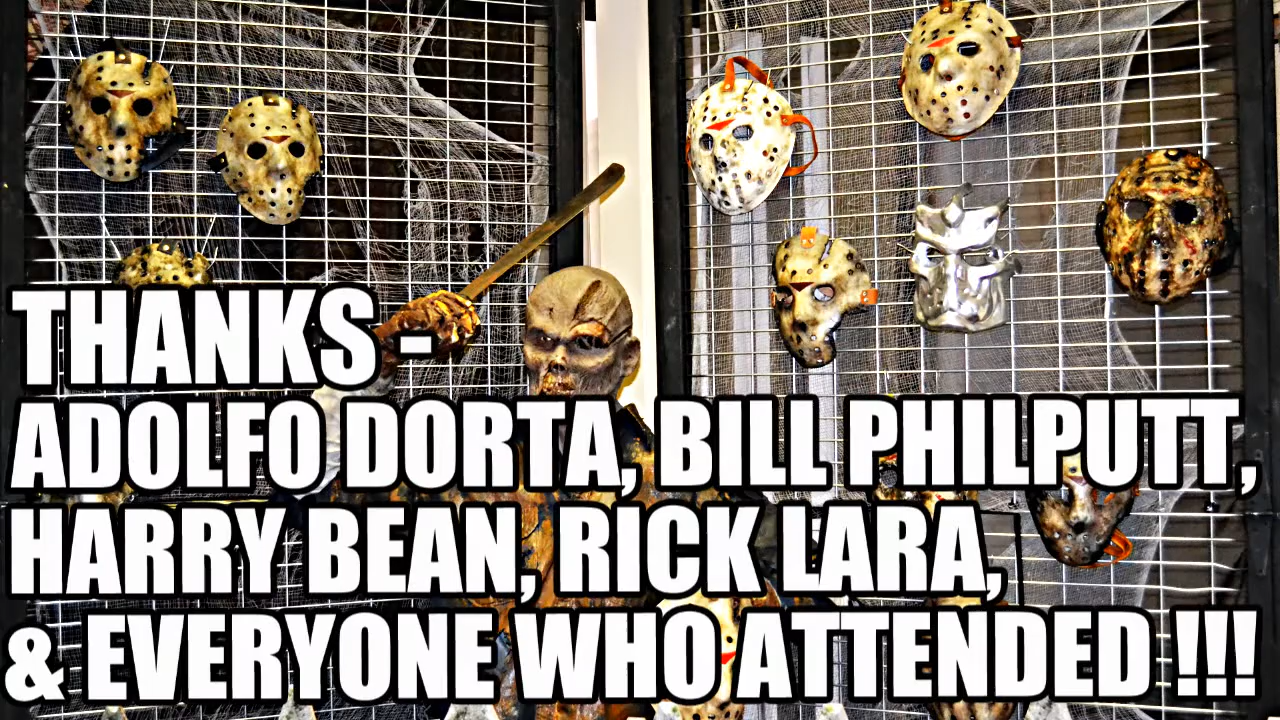 THANKS -
ADOLFO DORTA, BILL PHILPUTT,
HARRY BEAN, RICK LARA,
& EVERYONE WHO ATTENDED !!!